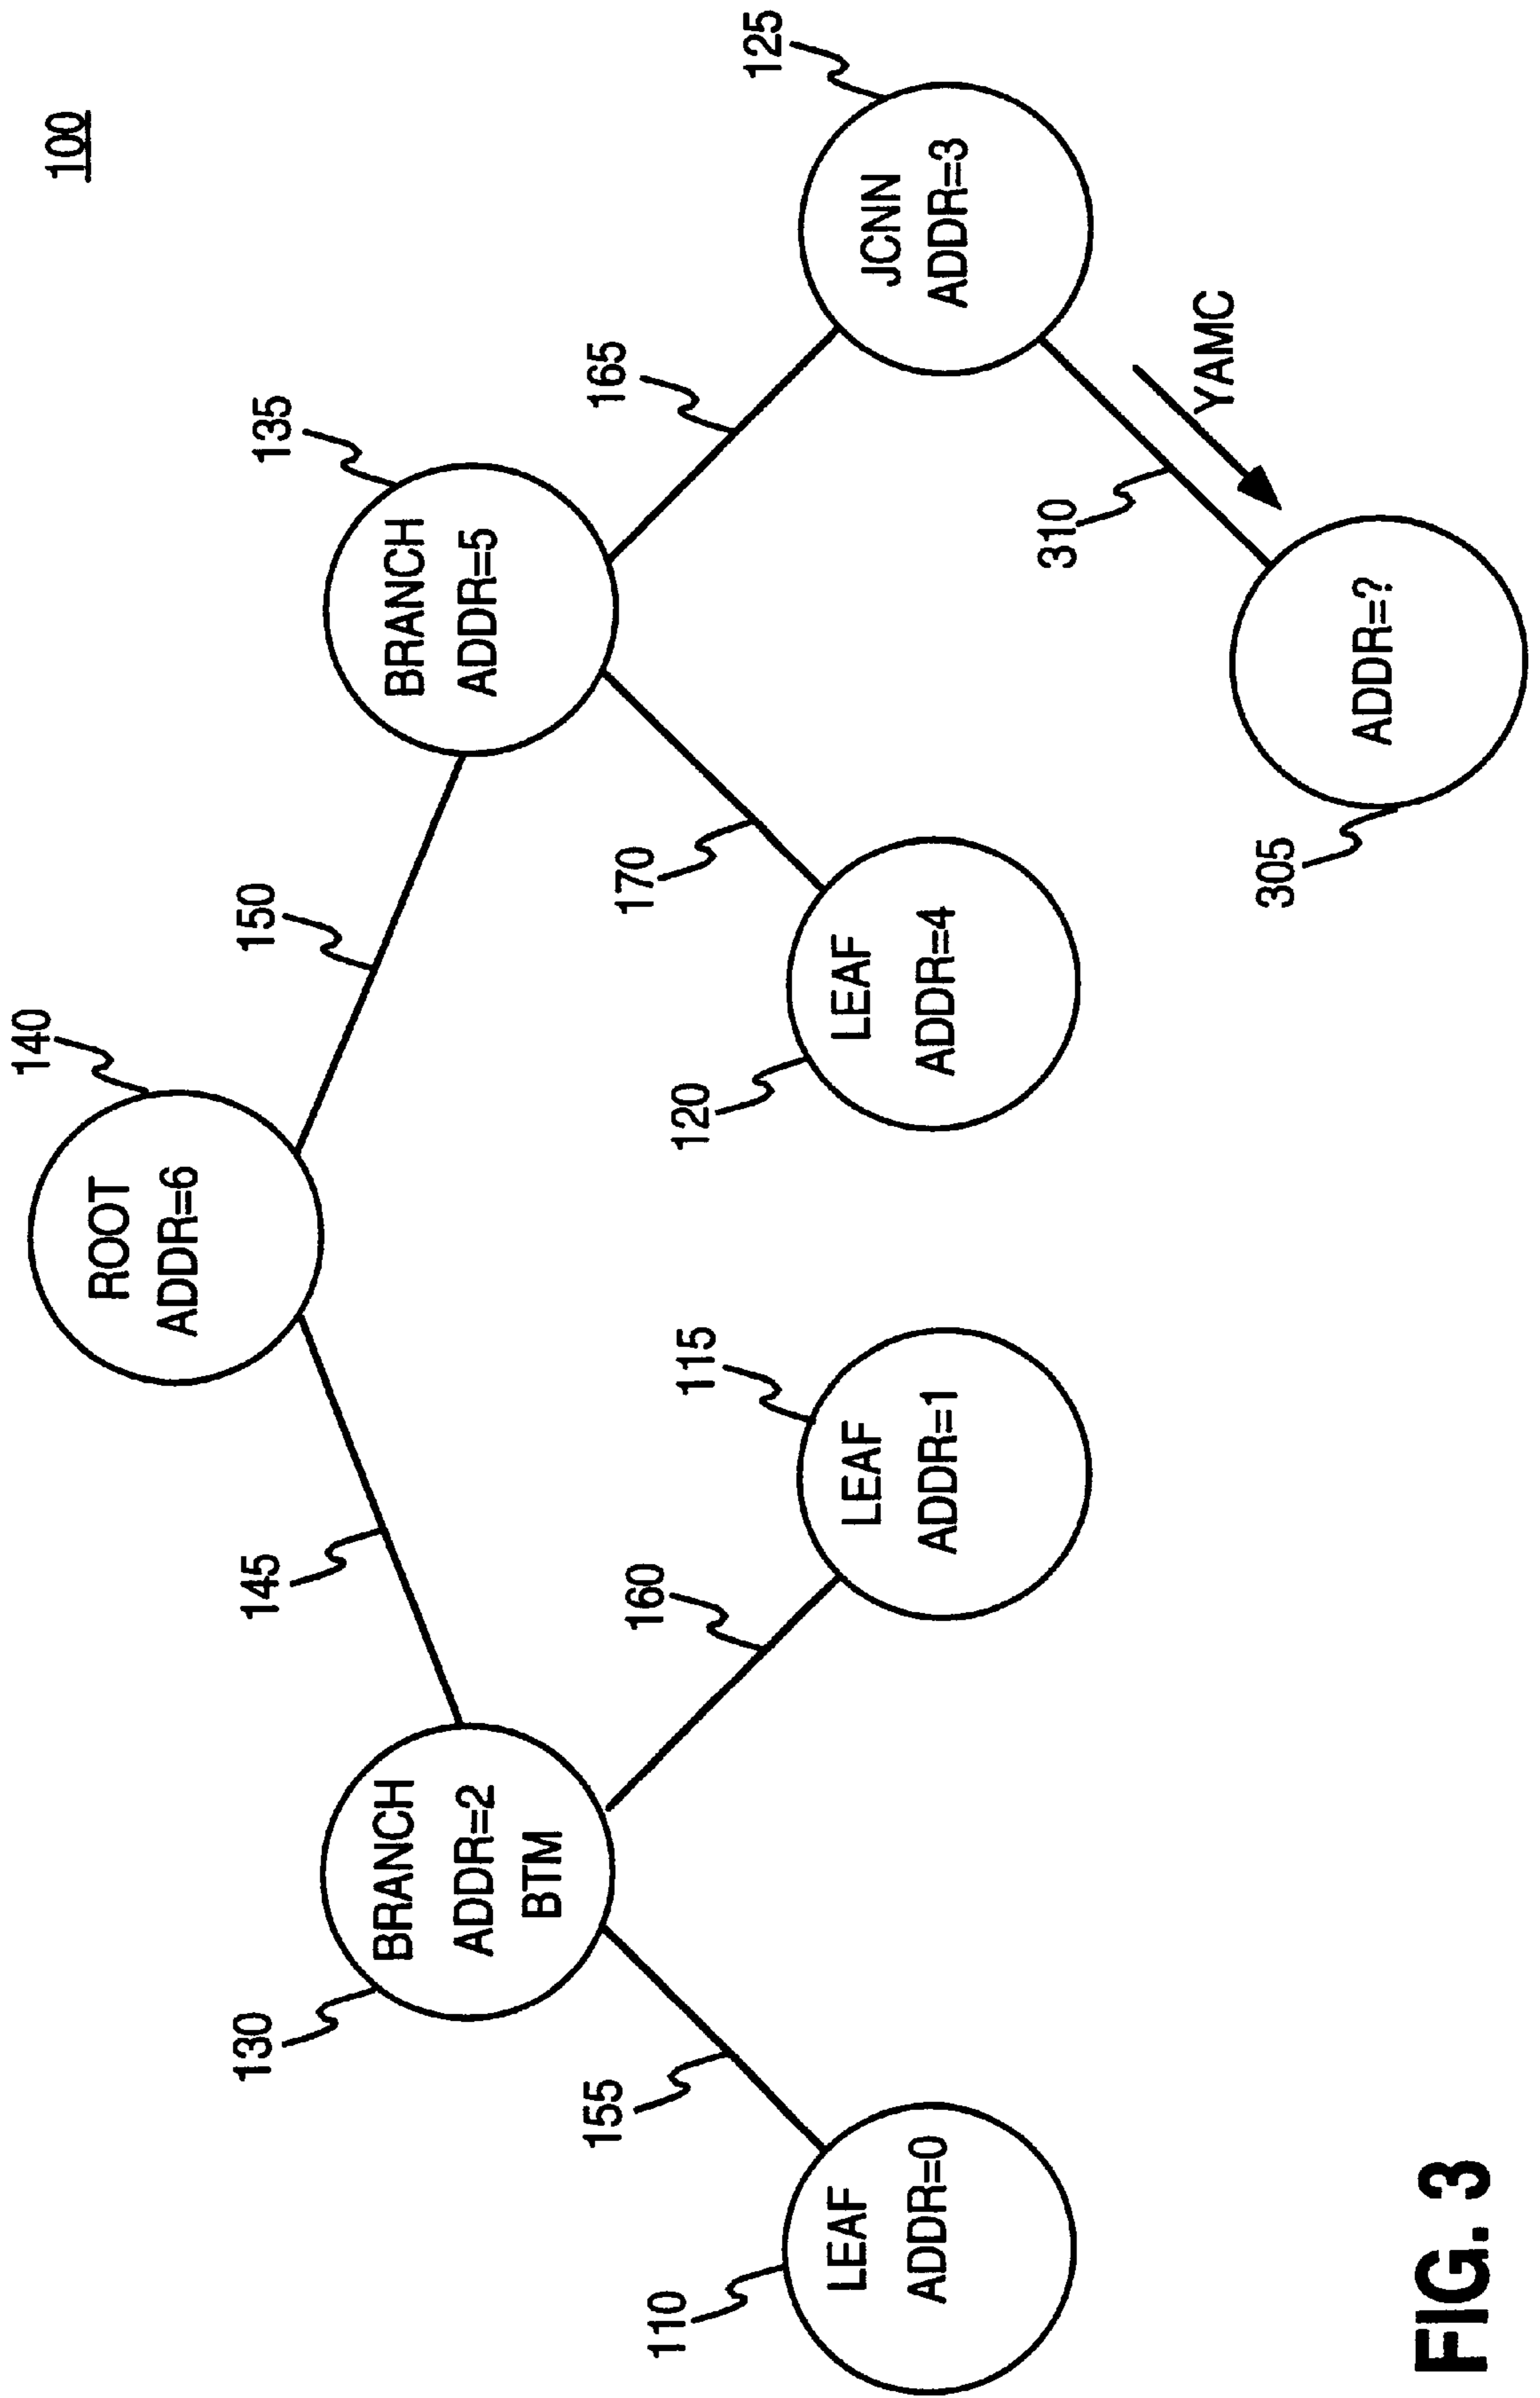 100
140
ROOT
ADDR=6
145
150
130
BRANCH
ADDR=2
BTM
135
BRANCH
ADDR=5
155
160
170
165
110
LEAF
ADDR=0
115
LEAF
ADDR=1
120
LEAF
ADDR=4
125
JCNN
ADDR=3
310
YAMC
305
ADDR=?
FIG. 3